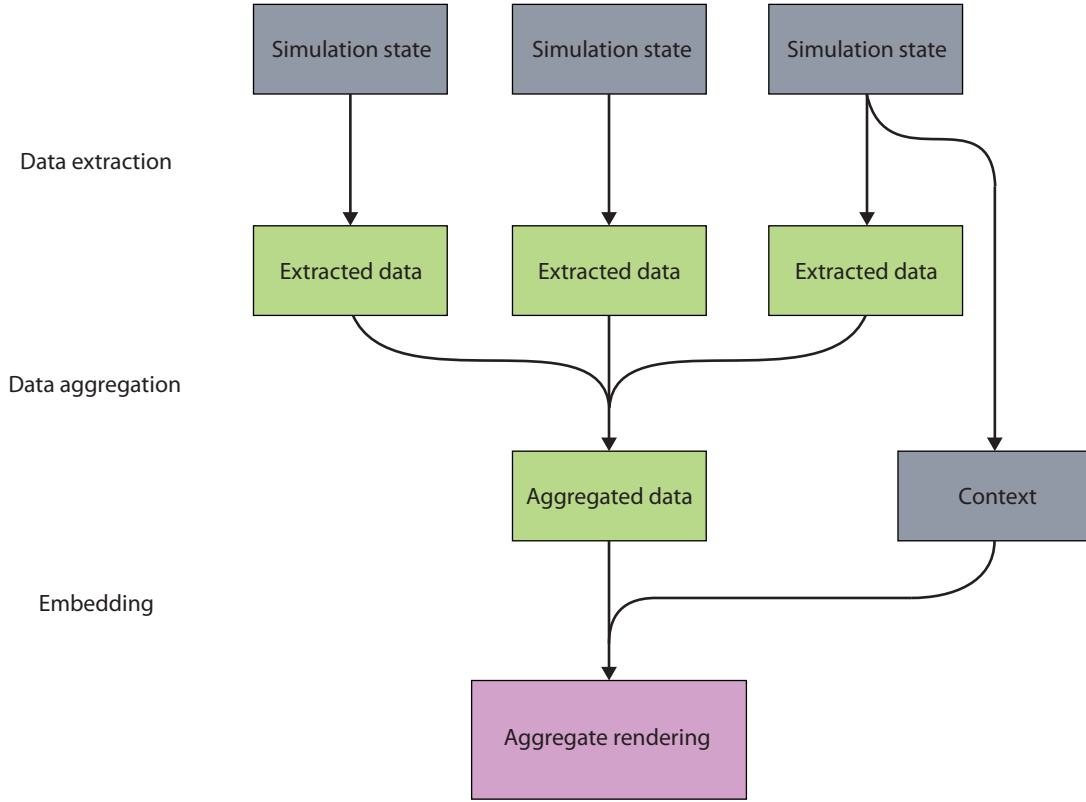 Simulation state
Simulation state
Simulation state
Data extraction
Extracted data
Extracted data
Extracted data
Data aggregation
Aggregated data
Context
Embedding
Aggregate rendering